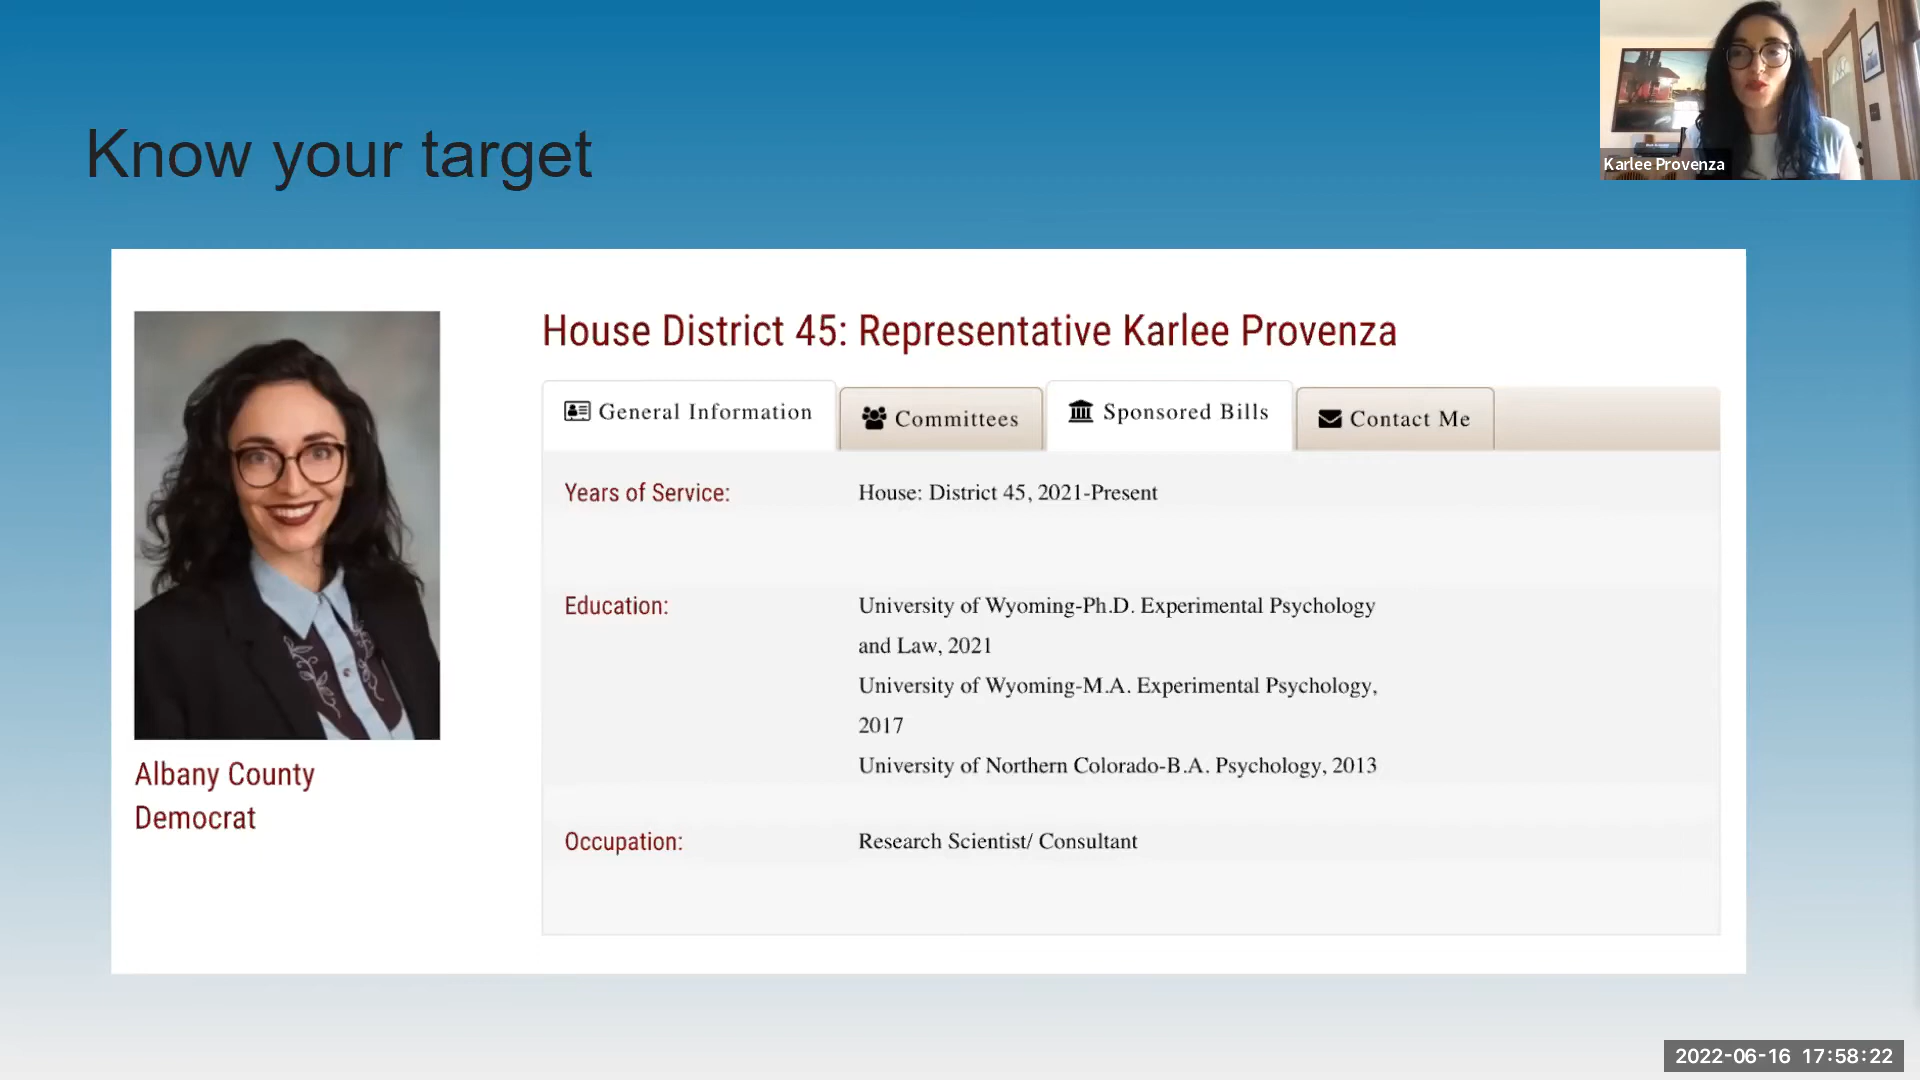 Know your target
Karlee Provenza
House District 45: Representative Karlee Provenza
General Information
Committees
Sponsored Bills
Contact Me
Years of Service:
House: District 45, 2021-Present
Education:
University of Wyoming-Ph.D. Experimental Psychology
and Law, 2021
University of Wyoming-M.A. Experimental Psychology,
2017
University of Northern Colorado-B.A. Psychology, 2013
Occupation:
Research Scientist/ Consultant
Albany County
Democrat
2022-06-16 17:58:22